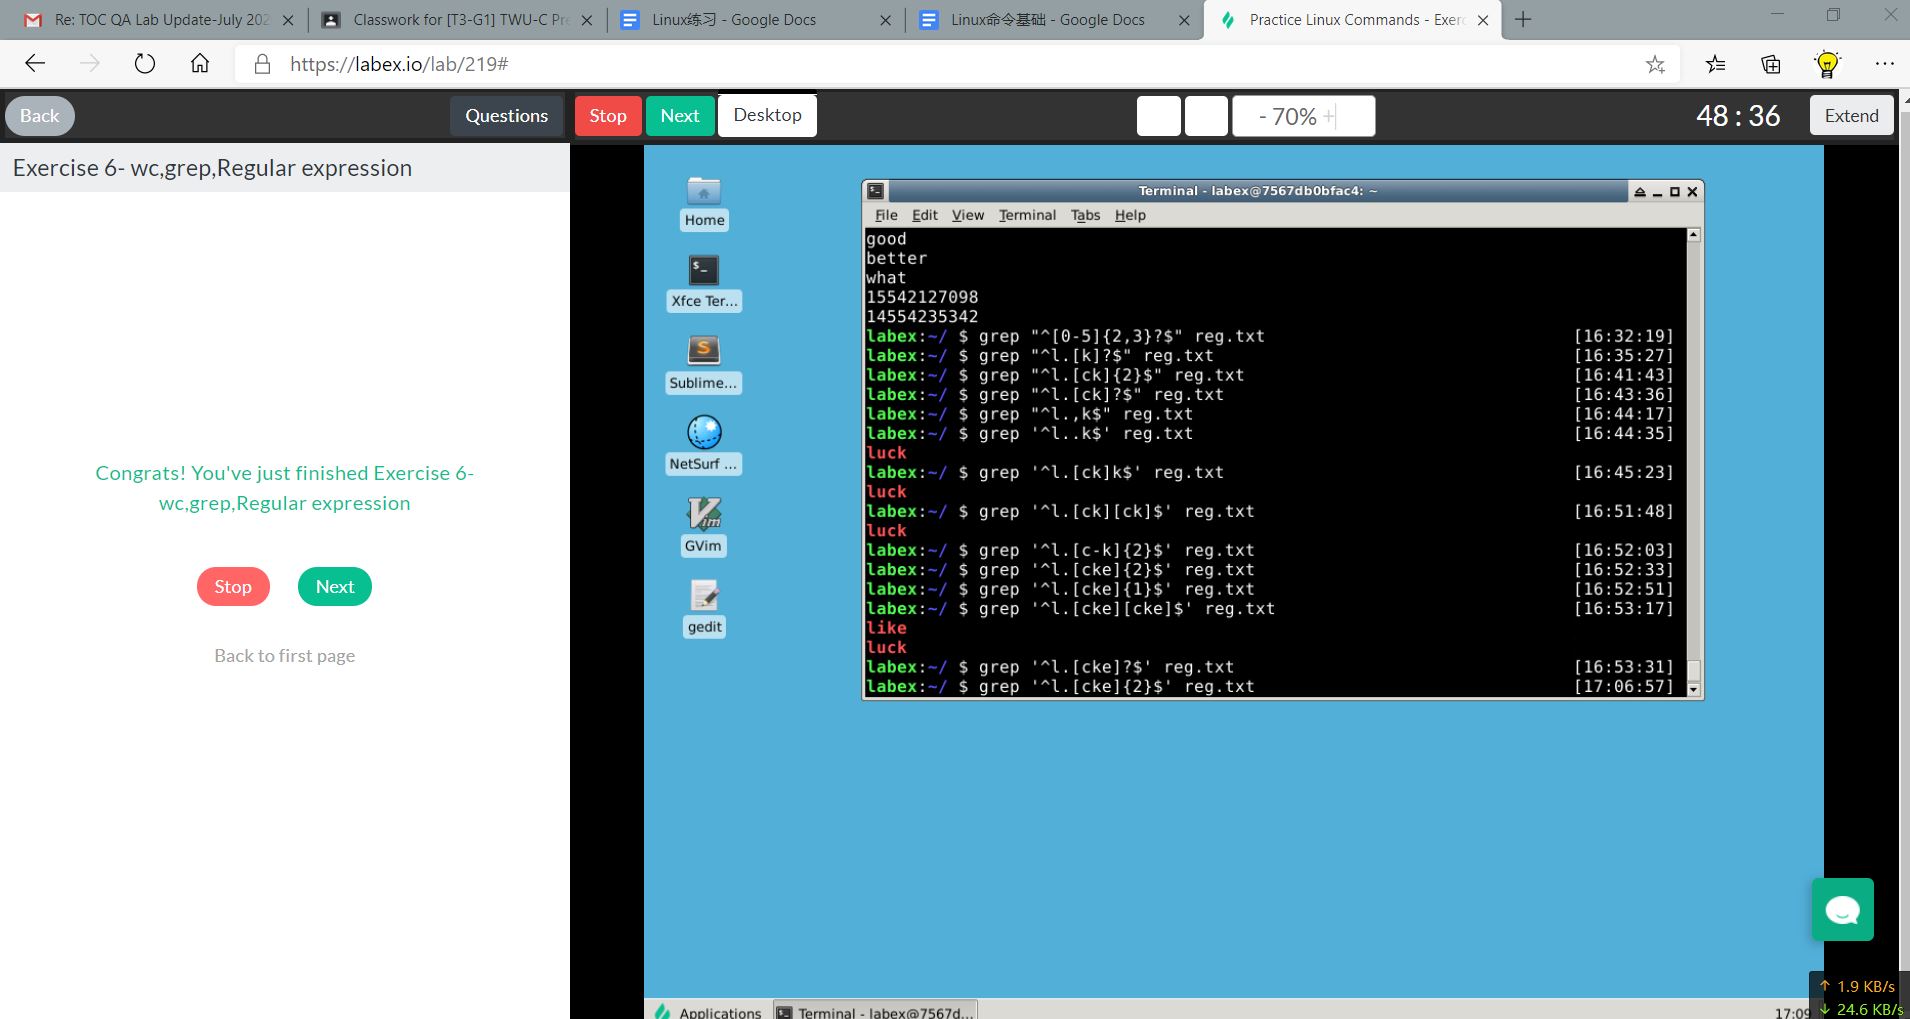 Re: TOC QA Lab Update-July 202
Classwork for [T3-G1] TWU-C Pre
Linux练习 - Google Docs
Linux命令基础 - Google Docs
Practice Linux Commands - Exerc
https://labex.io/lab/219#
Back
Questions
Stop
Next
Desktop
- 70% +
48 : 36
Extend
Exercise 6- wc,grep,Regular expression
Congrats! You've just finished Exercise 6-
wc,grep,Regular expression
Stop
Next
Back to first page
Home
Xfce Ter...
Sublime...
NetSurf ...
GVim
gedit
Terminal - labex@7567db0bfac4: ~
File Edit View Terminal Tabs Help
good
better
what
15542127098
14554235342
labex:~/ $ grep "^[0-5]{2,3}?$" reg.txt [16:32:19]
labex:~/ $ grep "^l.[k]?$" reg.txt [16:35:27]
labex:~/ $ grep "^l.[ck]{2}$" reg.txt [16:41:43]
labex:~/ $ grep "^l.[ck]?$" reg.txt [16:43:36]
labex:~/ $ grep "^l.,k$" reg.txt [16:44:17]
labex:~/ $ grep '^l..k$' reg.txt [16:44:35]
luck
labex:~/ $ grep '^l.[ck]k$' reg.txt [16:45:23]
luck
labex:~/ $ grep '^l.[ck][ck]$' reg.txt [16:51:48]
luck
labex:~/ $ grep '^l.[c-k]{2}$' reg.txt [16:52:03]
labex:~/ $ grep '^l.[cke]{2}$' reg.txt [16:52:33]
labex:~/ $ grep '^l.[cke]{1}$' reg.txt [16:52:51]
labex:~/ $ grep '^l.[cke][cke]$' reg.txt [16:53:17]
like
luck
labex:~/ $ grep '^l.[cke]?$' reg.txt [16:53:31]
labex:~/ $ grep '^l.[cke]{2}$' reg.txt [17:06:57]
Applications
Terminal - labex@7567d...
17:09
↑ 1.9 KB/s
↓ 24.6 KB/s